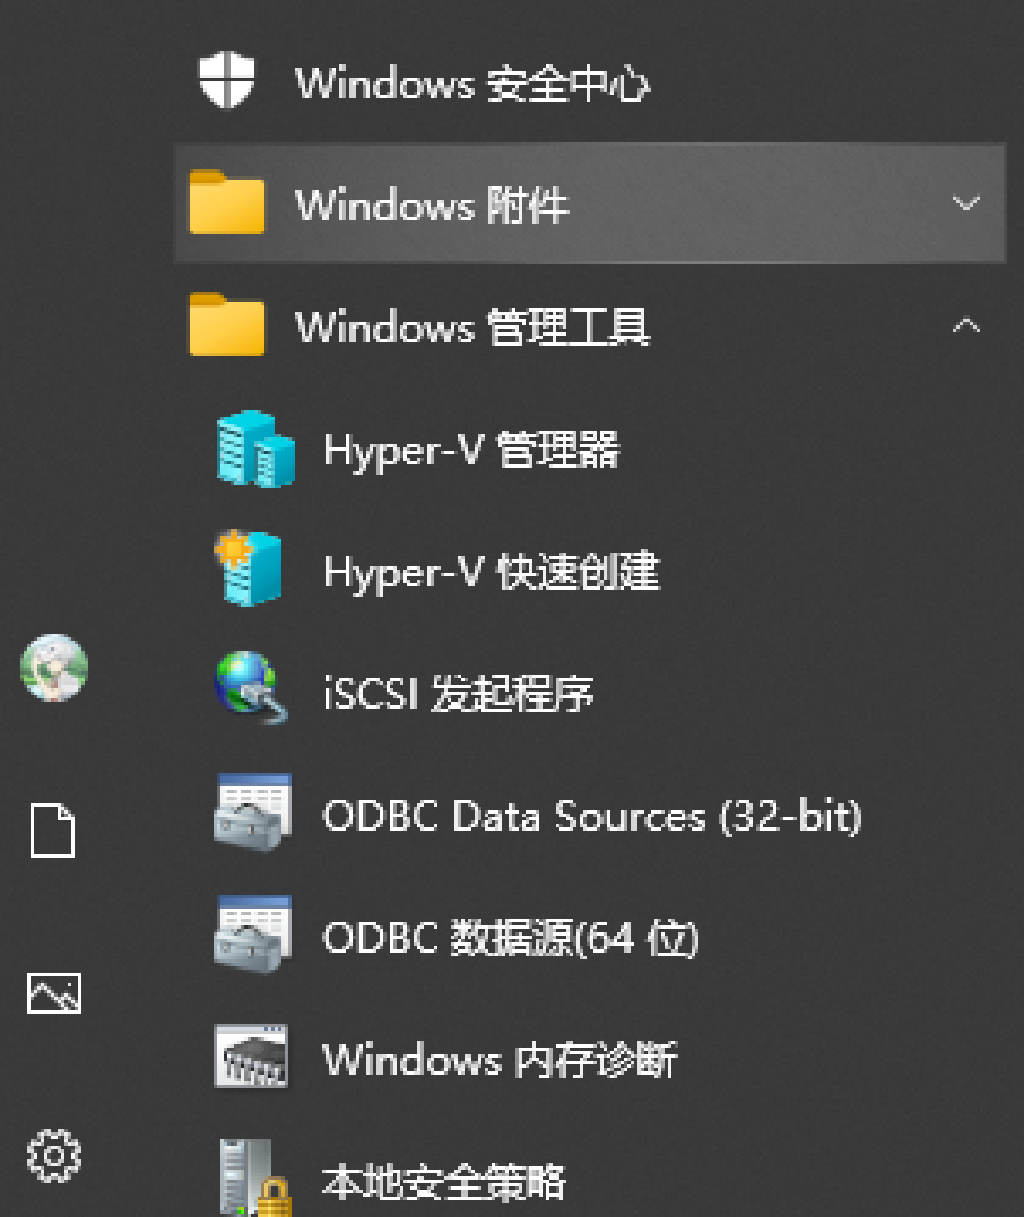 Windows 安全中心
Windows 附件
Windows 管理工具
Hyper-V 管理器
Hyper-V 快速创建
iSCSI 发起程序
ODBC Data Sources (32-bit)
ODBC 数据源(64 位)
Windows 内存诊断
本地安全策略